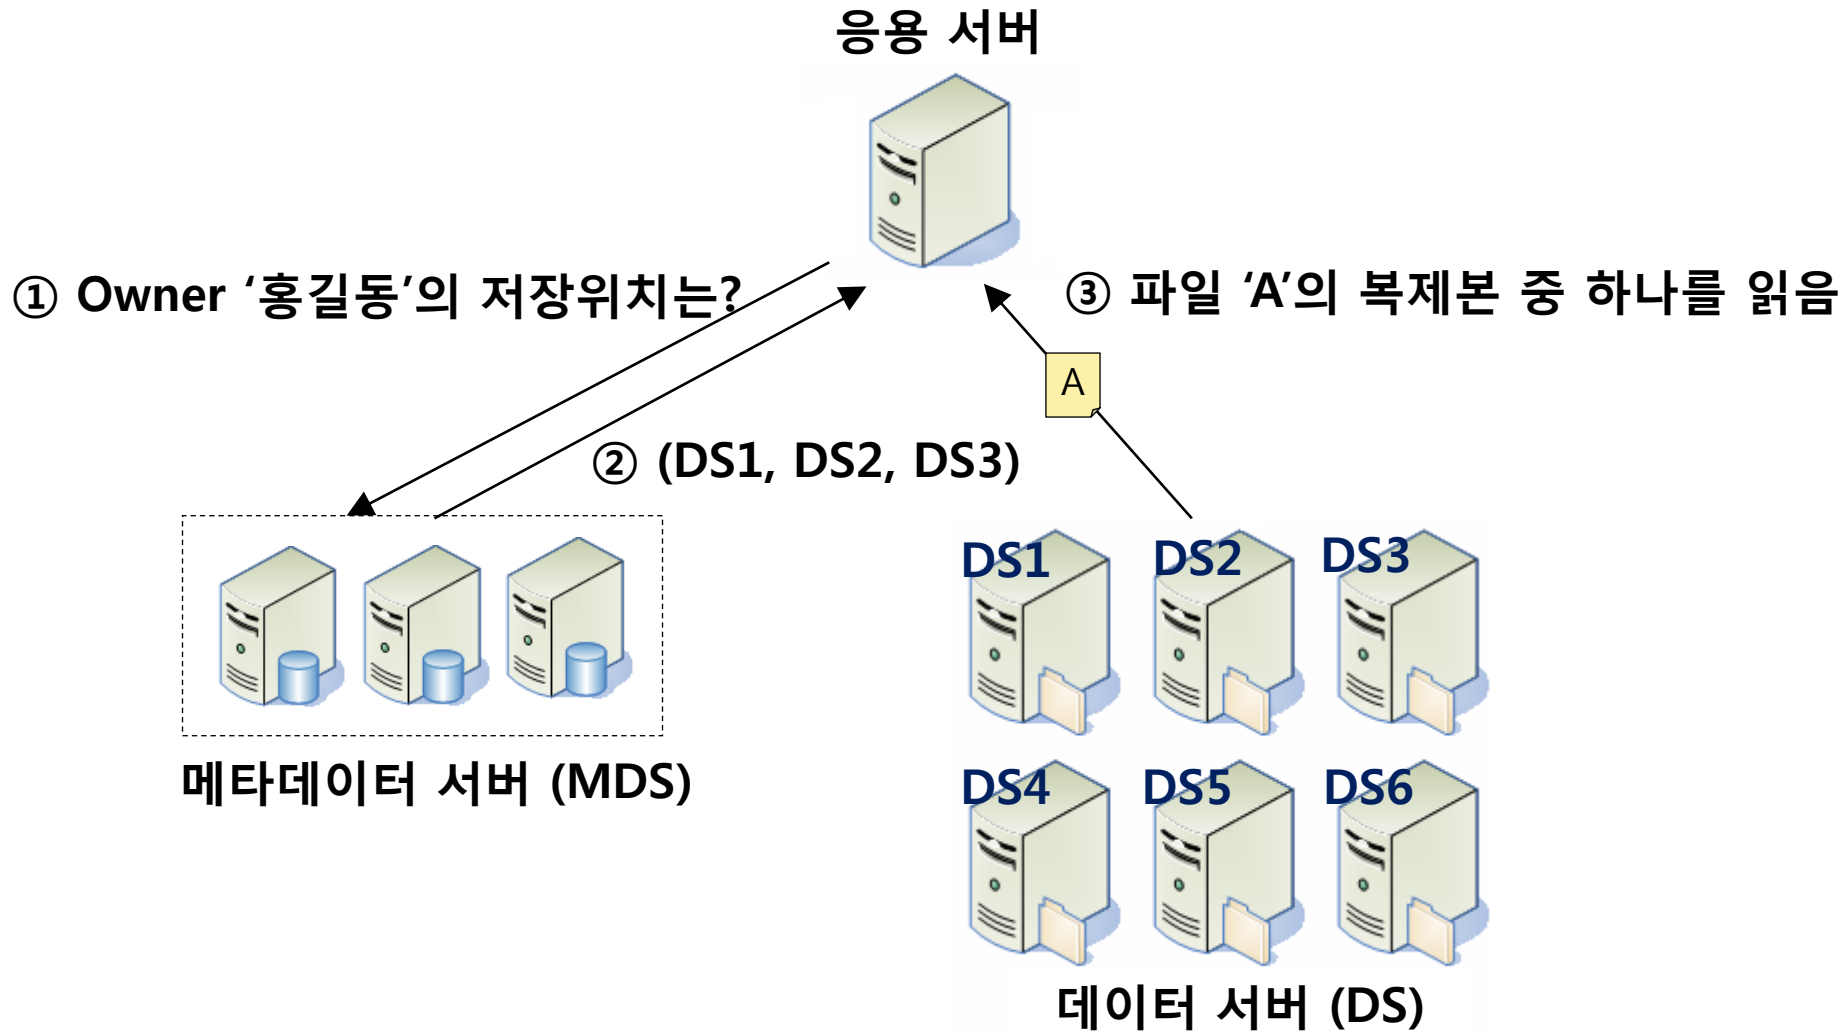 응용 서버
① Owner ‘홍길동’의 저장위치는?
③ 파일 ‘A’의 복제본 중 하나를 읽음
A
② (DS1, DS2, DS3)
DS1
DS2
DS3
메타데이터 서버 (MDS)
DS4
DS5
DS6
데이터 서버 (DS)